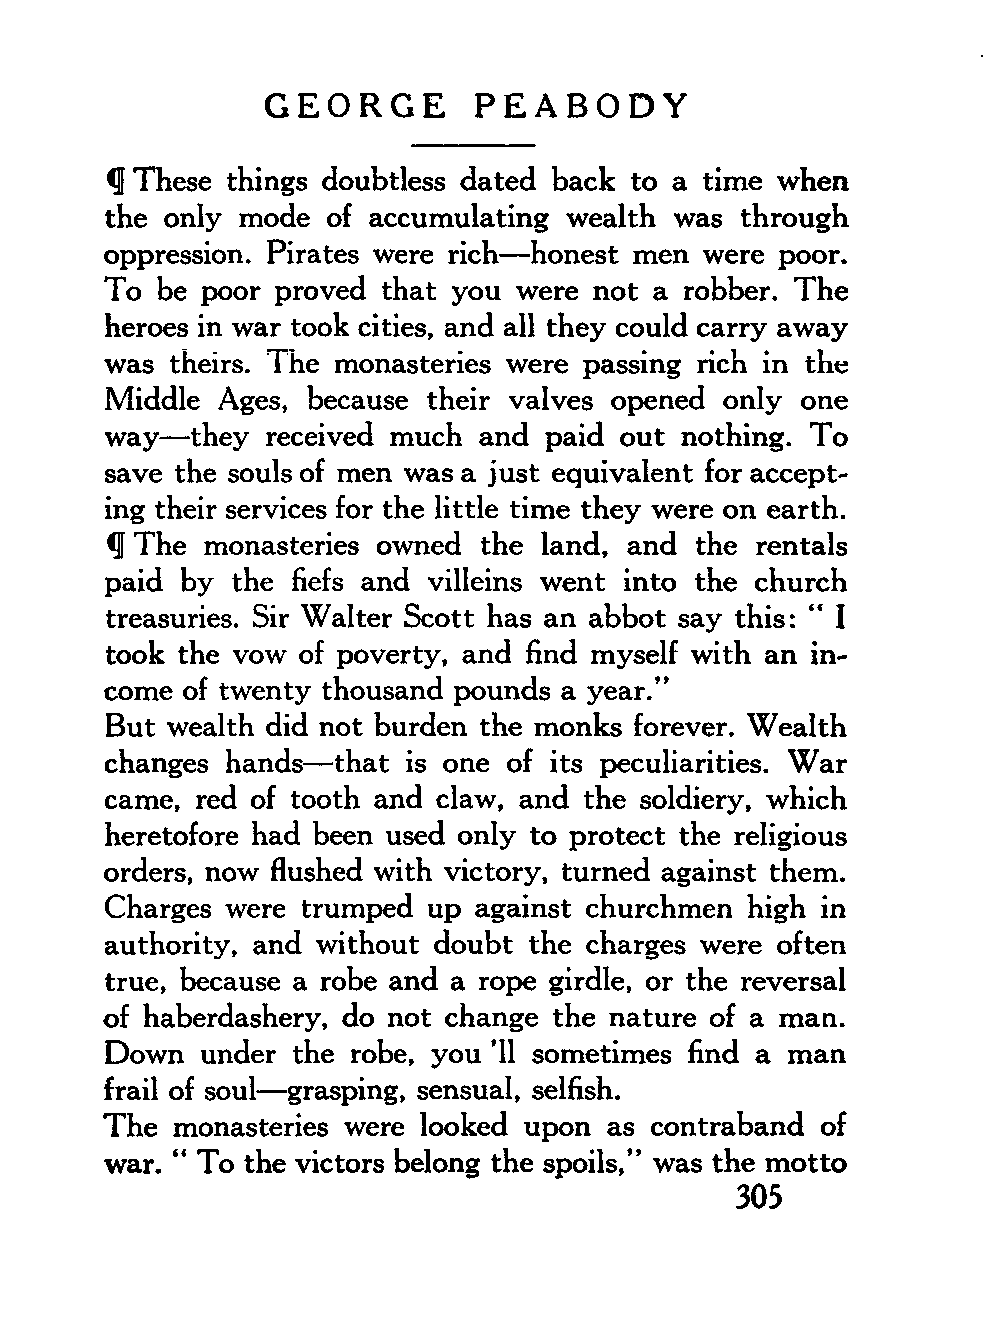 GEORGE PEABODY
¶ These things doubtless dated back to a time when
the only mode of accumulating wealth was through
oppression. Pirates were rich—honest men were poor.
To be poor proved that you were not a robber. The
heroes in war took cities, and all they could carry away
was theirs. The monasteries were passing rich in the
Middle Ages, because their valves opened only one
way—they received much and paid out nothing. To
save the souls of men was a just equivalent for accept-
ing their services for the little time they were on earth.
¶ The monasteries owned the land, and the rentals
paid by the fiefs and villeins went into the church
treasuries. Sir Walter Scott has an abbot say this: " I
took the vow of poverty, and find myself with an in-
come of twenty thousand pounds a year."
But wealth did not burden the monks forever. Wealth
changes hands—that is one of its peculiarities. War
came, red of tooth and claw, and the soldiery, which
heretofore had been used only to protect the religious
orders, now flushed with victory, turned against them.
Charges were trumped up against churchmen high in
authority, and without doubt the charges were often
true, because a robe and a rope girdle, or the reversal
of haberdashery, do not change the nature of a man.
Down under the robe, you 'll sometimes find a man
frail of soul—grasping, sensual, selfish.
The monasteries were looked upon as contraband of
war. " To the victors belong the spoils," was the motto
305